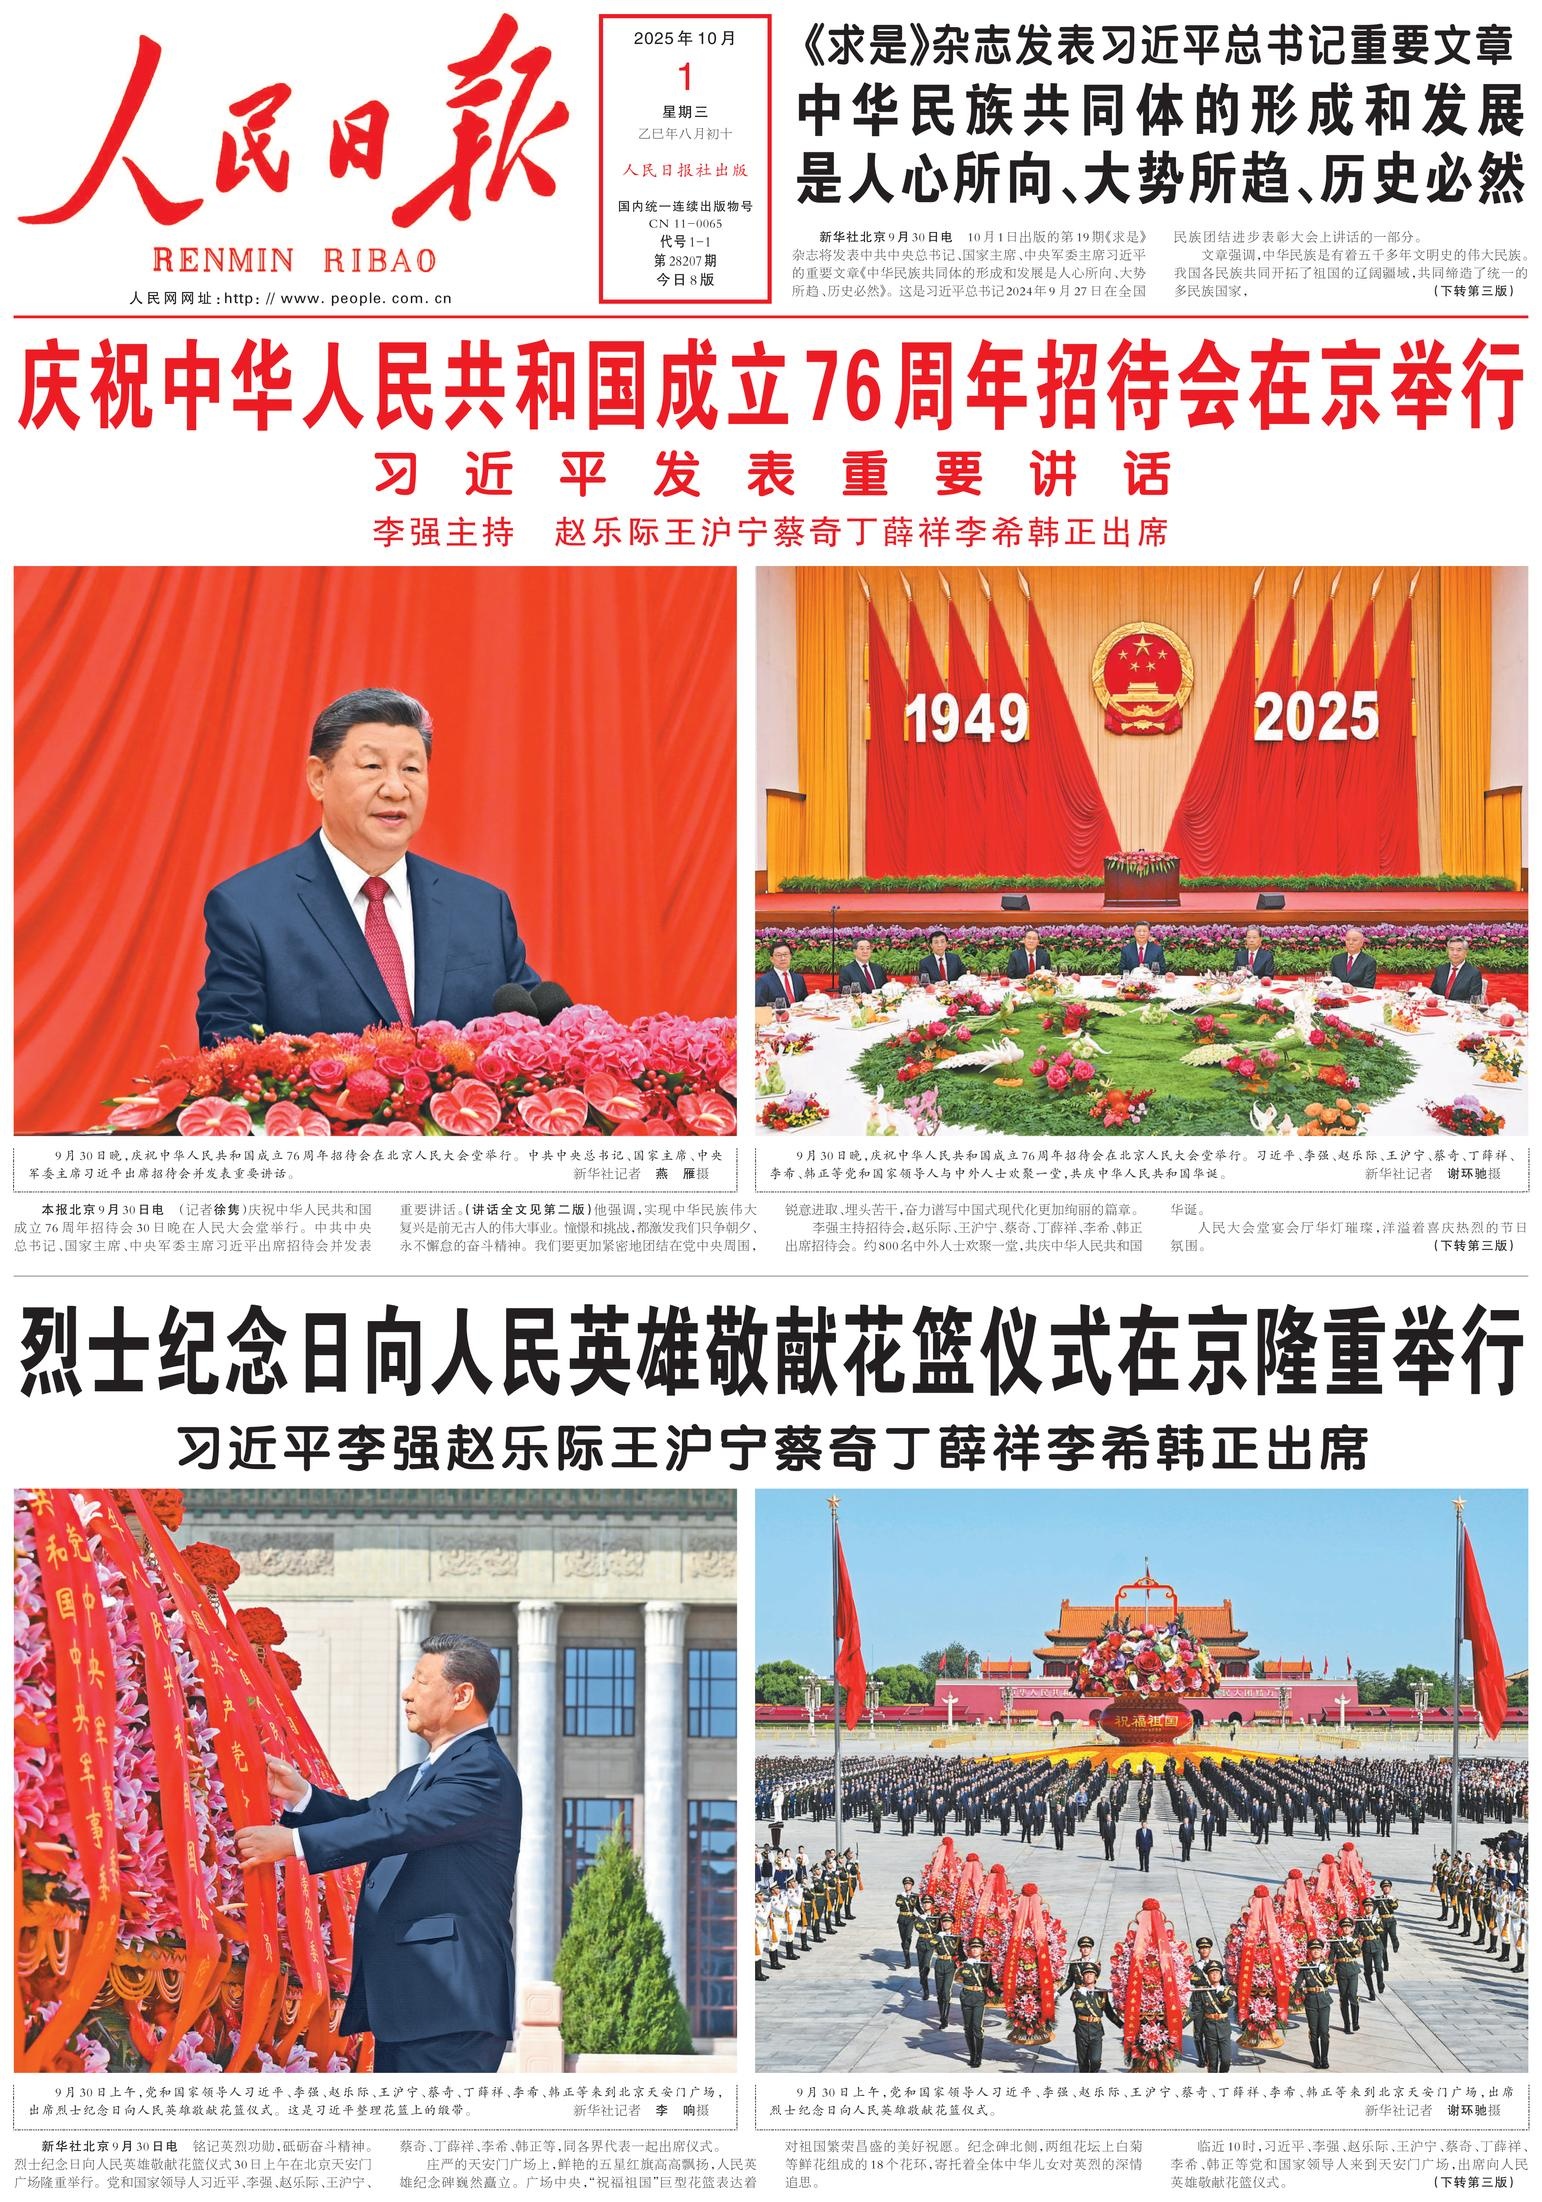 人民日报
RENMIN RIBAO
人民网网址:http://www.people.com.cn
2025年10月
1
星期三
乙巳年八月初十
人民日报社出版
国内统一连续出版物号
CN 11-0065
代号1-1
第28207期
今日8版
《求是》杂志发表习近平总书记重要文章
中华民族共同体的形成和发展
是人心所向、大势所趋、历史必然
新华社北京9月30日电 10月1日出版的第19期《求是》
杂志将发表中共中央总书记、国家主席、中央军委主席习近平
的重要文章《中华民族共同体的形成和发展是人心所向、大势
所趋、历史必然》。这是习近平总书记2024年9月27日在全国
民族团结进步表彰大会上讲话的一部分。
文章强调,中华民族是有着五千多年文明史的伟大民族。
我国各民族共同开拓了祖国的辽阔疆域,共同缔造了统一的
多民族国家, (下转第三版)
庆祝中华人民共和国成立76周年招待会在京举行
习近平发表重要讲话
李强主持 赵乐际王沪宁蔡奇丁薛祥李希韩正出席
1949
2025
9月30日晚,庆祝中华人民共和国成立76周年招待会在北京人民大会堂举行。中共中央总书记、国家主席、中央
军委主席习近平出席招待会并发表重要讲话。 新华社记者 燕 雁摄
9月30日晚,庆祝中华人民共和国成立76周年招待会在北京人民大会堂举行。习近平、李强、赵乐际、王沪宁、蔡奇、丁薛祥、
李希、韩正等党和国家领导人与中外人士欢聚一堂,共庆中华人民共和国华诞。 新华社记者 谢环驰摄
本报北京9月30日电 (记者徐隽)庆祝中华人民共和国
成立76周年招待会30日晚在人民大会堂举行。中共中央
总书记、国家主席、中央军委主席习近平出席招待会并发表
重要讲话。(讲话全文见第二版)他强调,实现中华民族伟大
复兴是前无古人的伟大事业。憧憬和挑战,都激发我们只争朝夕、
永不懈怠的奋斗精神。我们要更加紧密地团结在党中央周围,
锐意进取、埋头苦干,奋力谱写中国式现代化更加绚丽的篇章。
李强主持招待会,赵乐际、王沪宁、蔡奇、丁薛祥、李希、韩正
出席招待会。约800名中外人士欢聚一堂,共庆中华人民共和国
华诞。
人民大会堂宴会厅华灯璀璨,洋溢着喜庆热烈的节日
氛围。 (下转第三版)
烈士纪念日向人民英雄敬献花篮仪式在京隆重举行
习近平李强赵乐际王沪宁蔡奇丁薛祥李希韩正出席
祝福祖国
9月30日上午,党和国家领导人习近平、李强、赵乐际、王沪宁、蔡奇、丁薛祥、李希、韩正等来到北京天安门广场,
出席烈士纪念日向人民英雄敬献花篮仪式。这是习近平整理花篮上的缎带。 新华社记者 李 响摄
9月30日上午,党和国家领导人习近平、李强、赵乐际、王沪宁、蔡奇、丁薛祥、李希、韩正等来到北京天安门广场,出席
烈士纪念日向人民英雄敬献花篮仪式。 新华社记者 谢环驰摄
新华社北京9月30日电 铭记英烈功勋,砥砺奋斗精神。
烈士纪念日向人民英雄敬献花篮仪式30日上午在北京天安门
广场隆重举行。党和国家领导人习近平、李强、赵乐际、王沪宁、
蔡奇、丁薛祥、李希、韩正等,同各界代表一起出席仪式。
庄严的天安门广场上,鲜艳的五星红旗高高飘扬,人民英
雄纪念碑巍然矗立。广场中央,“祝福祖国”巨型花篮表达着
对祖国繁荣昌盛的美好祝愿。纪念碑北侧,两组花坛上白菊
等鲜花组成的18个花环,寄托着全体中华儿女对英烈的深情
追思。
临近10时,习近平、李强、赵乐际、王沪宁、蔡奇、丁薛祥、
李希、韩正等党和国家领导人来到天安门广场,出席向人民
英雄敬献花篮仪式。 (下转第三版)